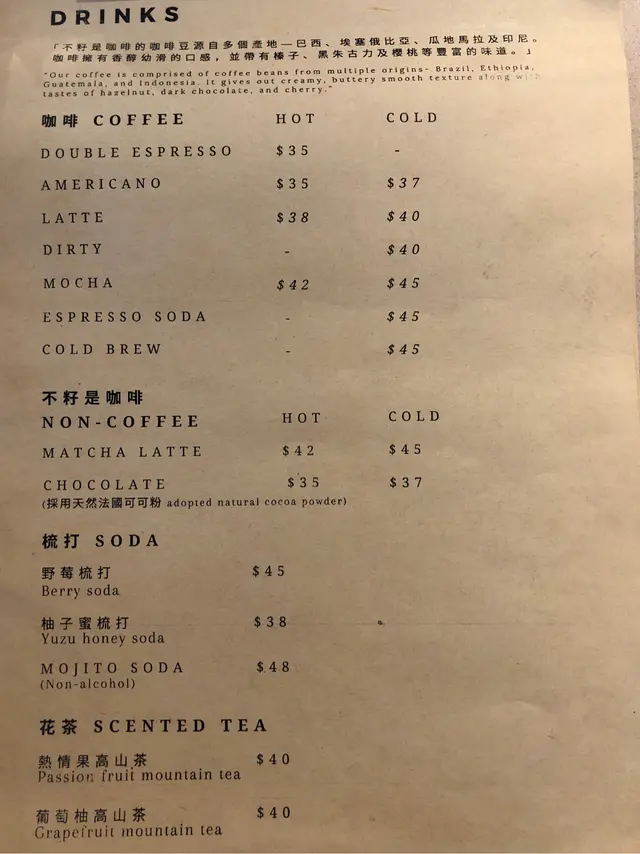 DRINKS
「不籽是咖啡的咖啡豆源自多個產地—巴西、埃塞俄比亞、瓜地馬拉及印尼。
咖啡擁有香醇幼滑的口感，並帶有榛子、黑朱古力及櫻桃等豐富的味道。」
"Our coffee is comprised of coffee beans from multiple origins- Brazil, Ethiopia,
Guatemala, and Indonesia. It gives out creamy, buttery smooth texture along with
tastes of hazelnut, dark chocolate, and cherry."
咖啡 COFFEE HOT COLD
DOUBLE ESPRESSO $35 -
AMERICANO $35 $37
LATTE $38 $40
DIRTY - $40
MOCHA $42 $45
ESPRESSO SODA - $45
COLD BREW - $45
不籽是咖啡
NON-COFFEE HOT COLD
MATCHA LATTE $42 $45
CHOCOLATE $35 $37
(採用天然法國可可粉 adopted natural cocoa powder)
梳打 SODA
野莓梳打 $45
Berry soda
柚子蜜梳打 $38
Yuzu honey soda
MOJITO SODA $48
(Non-alcohol)
花茶 SCENTED TEA
熱情果高山茶 $40
Passion fruit mountain tea
葡萄柚高山茶 $40
Grapefruit mountain tea